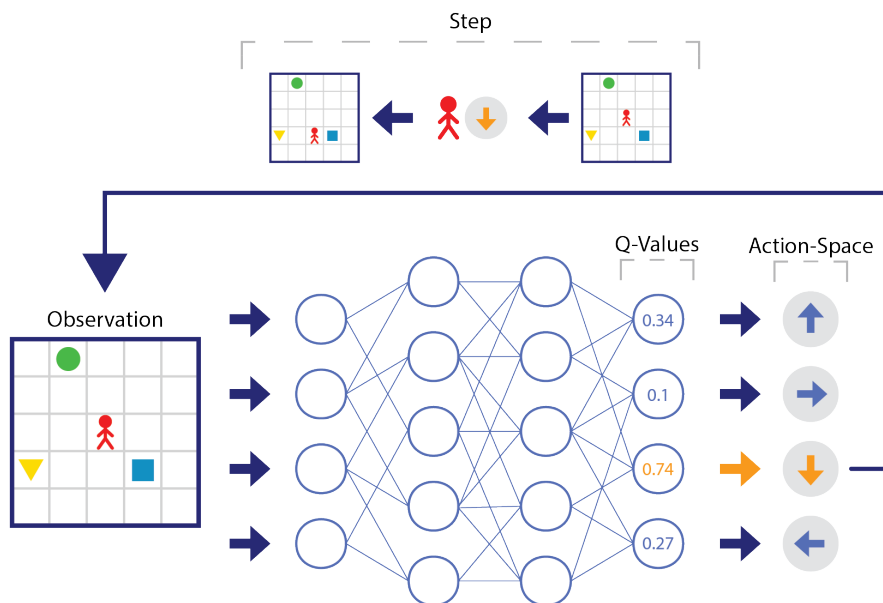 Step
Q-Values
Action-Space
Observation
0.34
0.1
0.74
0.27